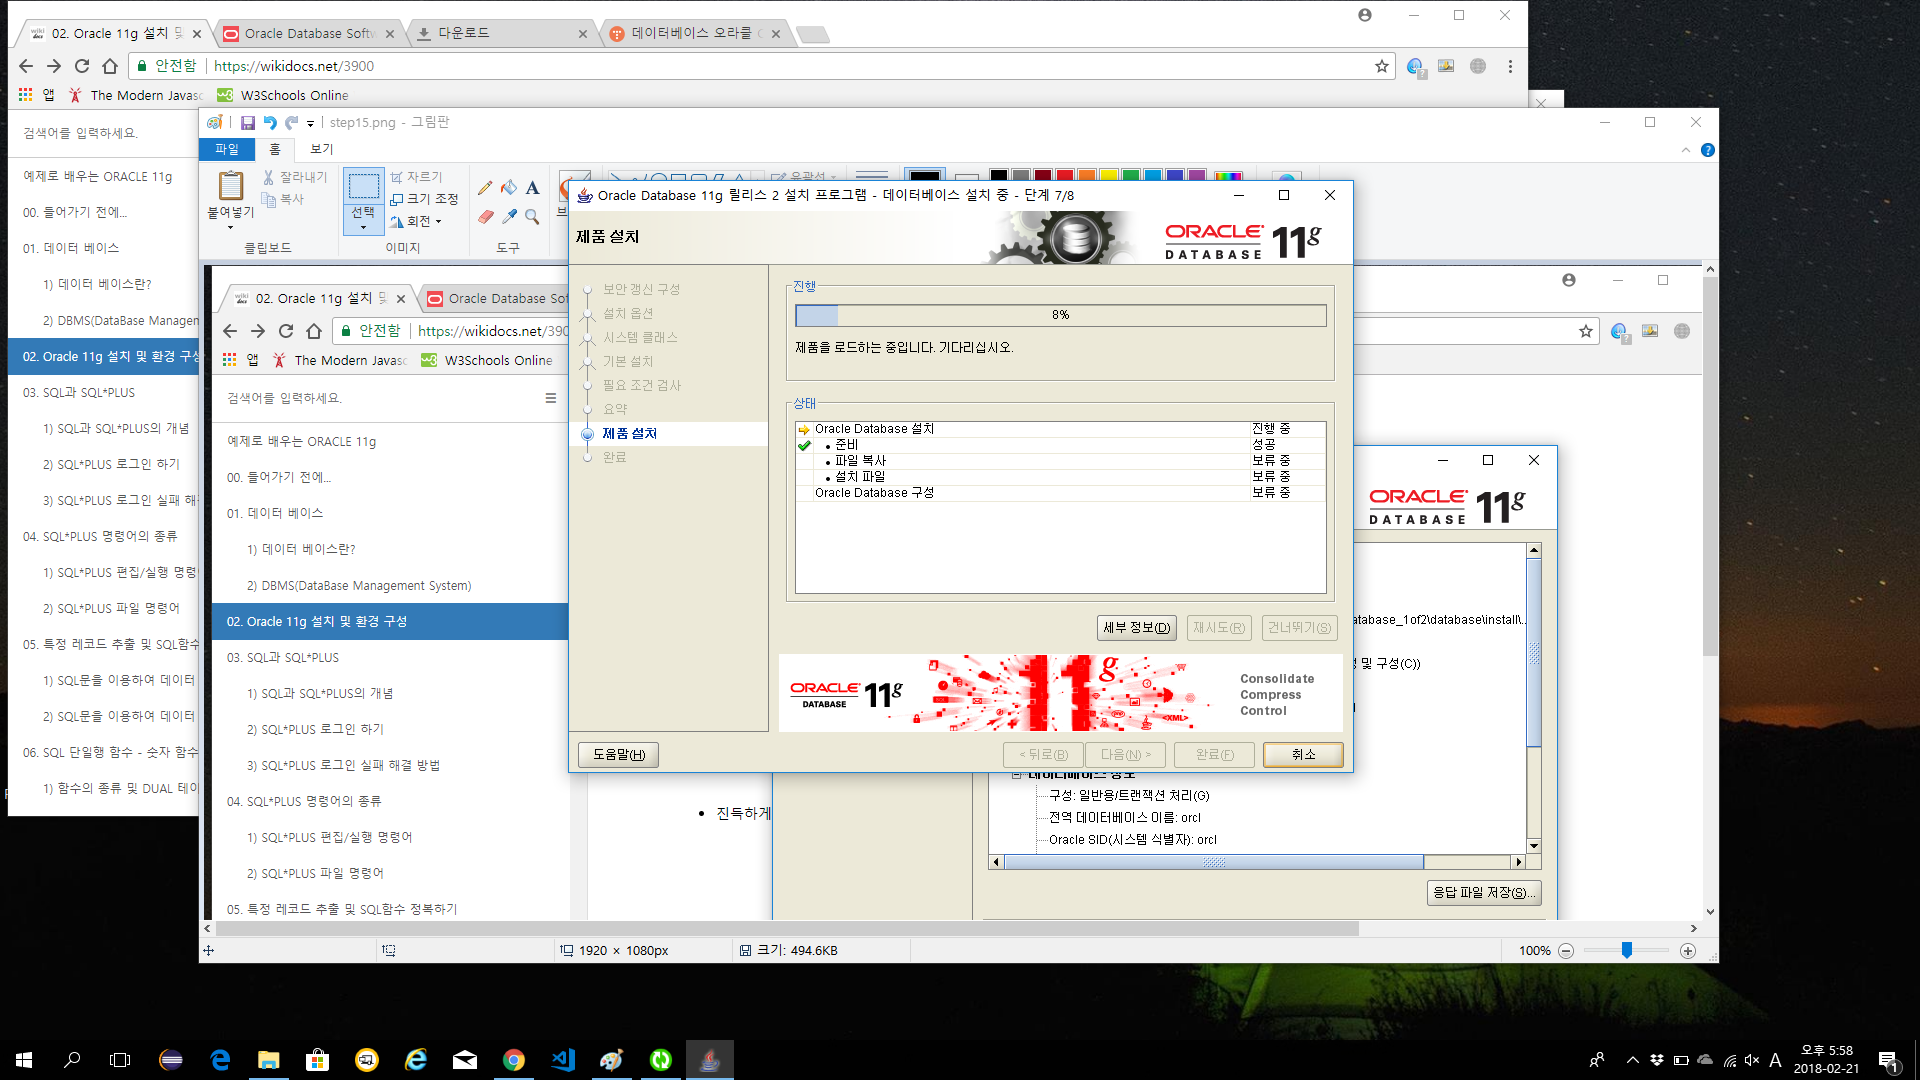 02. Oracle 11g 설치 및
Oracle Database Softw
다운로드
데이터베이스 오라클
안전함
https://wikidocs.net/3900
앱
The Modern Javasc
W3Schools Online
검색어를 입력하세요.
예제로 배우는 ORACLE 11g
00. 들어가기 전에...
01. 데이터 베이스
1) 데이터 베이스란?
2) DBMS(DataBase Managem
02. Oracle 11g 설치 및 환경 구성
03. SQL과 SQL*PLUS
1) SQL과 SQL*PLUS의 개념
2) SQL*PLUS 로그인 하기
3) SQL*PLUS 로그인 실패 해
04. SQL*PLUS 명령어의 종류
1) SQL*PLUS 편집/실행 명령
2) SQL*PLUS 파일 명령어
05. 특정 레코드 추출 및 SQL함수
1) SQL문을 이용하여 데이터
2) SQL문을 이용하여 데이터
06. SQL 단일행 함수 - 숫자 함수
1) 함수의 종류 및 DUAL 테이
step15.png - 그림판
파일
홈
보기
붙여넣기
잘라내기
복사
클립보드
선택
자르기
크기 조정
회전
이미지
A
도구
윤곽선
02. Oracle 11g 설치 및
Oracle Database Sof
안전함
https://wikidocs.net/390
앱
The Modern Javasc
W3Schools Online
검색어를 입력하세요.
예제로 배우는 ORACLE 11g
00. 들어가기 전에...
01. 데이터 베이스
1) 데이터 베이스란?
2) DBMS(DataBase Management System)
02. Oracle 11g 설치 및 환경 구성
03. SQL과 SQL*PLUS
1) SQL과 SQL*PLUS의 개념
2) SQL*PLUS 로그인 하기
3) SQL*PLUS 로그인 실패 해결 방법
04. SQL*PLUS 명령어의 종류
1) SQL*PLUS 편집/실행 명령어
2) SQL*PLUS 파일 명령어
05. 특정 레코드 추출 및 SQL함수 정복하기
진득하게
Oracle Database 11g 릴리스 2 설치 프로그램 - 데이터베이스 설치 중 - 단계 7/8
제품 설치
ORACLE DATABASE 11g
보안 갱신 구성
설치 옵션
시스템 클래스
기본 설치
필요 조건 검사
요약
제품 설치
완료
진행
8%
제품을 로드하는 중입니다. 기다리십시오.
상태
Oracle Database 설치 진행 중
준비 성공
파일 복사 보류 중
설치 파일 보류 중
Oracle Database 구성 보류 중
세부 정보(D)
재시도(R)
건너뛰기(S)
ORACLE DATABASE 11g
11g
<XML>
Consolidate
Compress
Control
도움말(H)
< 뒤로(B)
다음(N) >
완료(F)
취소
ORACLE DATABASE 11g
atabase_1of2\database\install\...
및 구성(C))
데이터베이스 정보
구성: 일반용/트랜잭션 처리(G)
전역 데이터베이스 이름: orcl
Oracle SID(시스템 식별자): orcl
응답 파일 저장(S)...
1920 × 1080px
크기: 494.6KB
100%
A
오후 5:58
2018-02-21
1